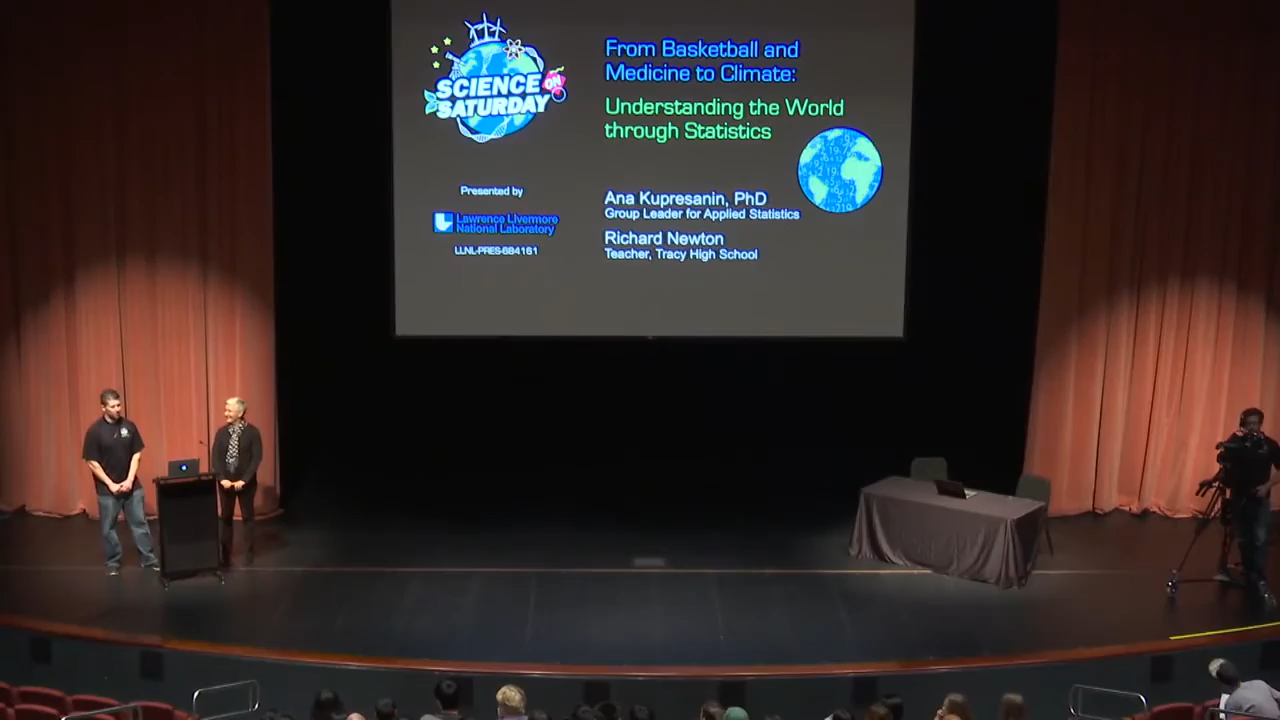 SCIENCE ON
SATURDAY
From Basketball and
Medicine to Climate:
Understanding the World
through Statistics
Presented by
Lawrence Livermore
National Laboratory
LLNL-PRES-684161
Ana Kupresanin, PhD
Group Leader for Applied Statistics
Richard Newton
Teacher, Tracy High School